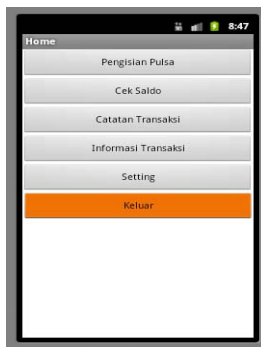 8:47
Home
Pengisian Pulsa
Cek Saldo
Catatan Transaksi
Informasi Transaksi
Setting
Keluar